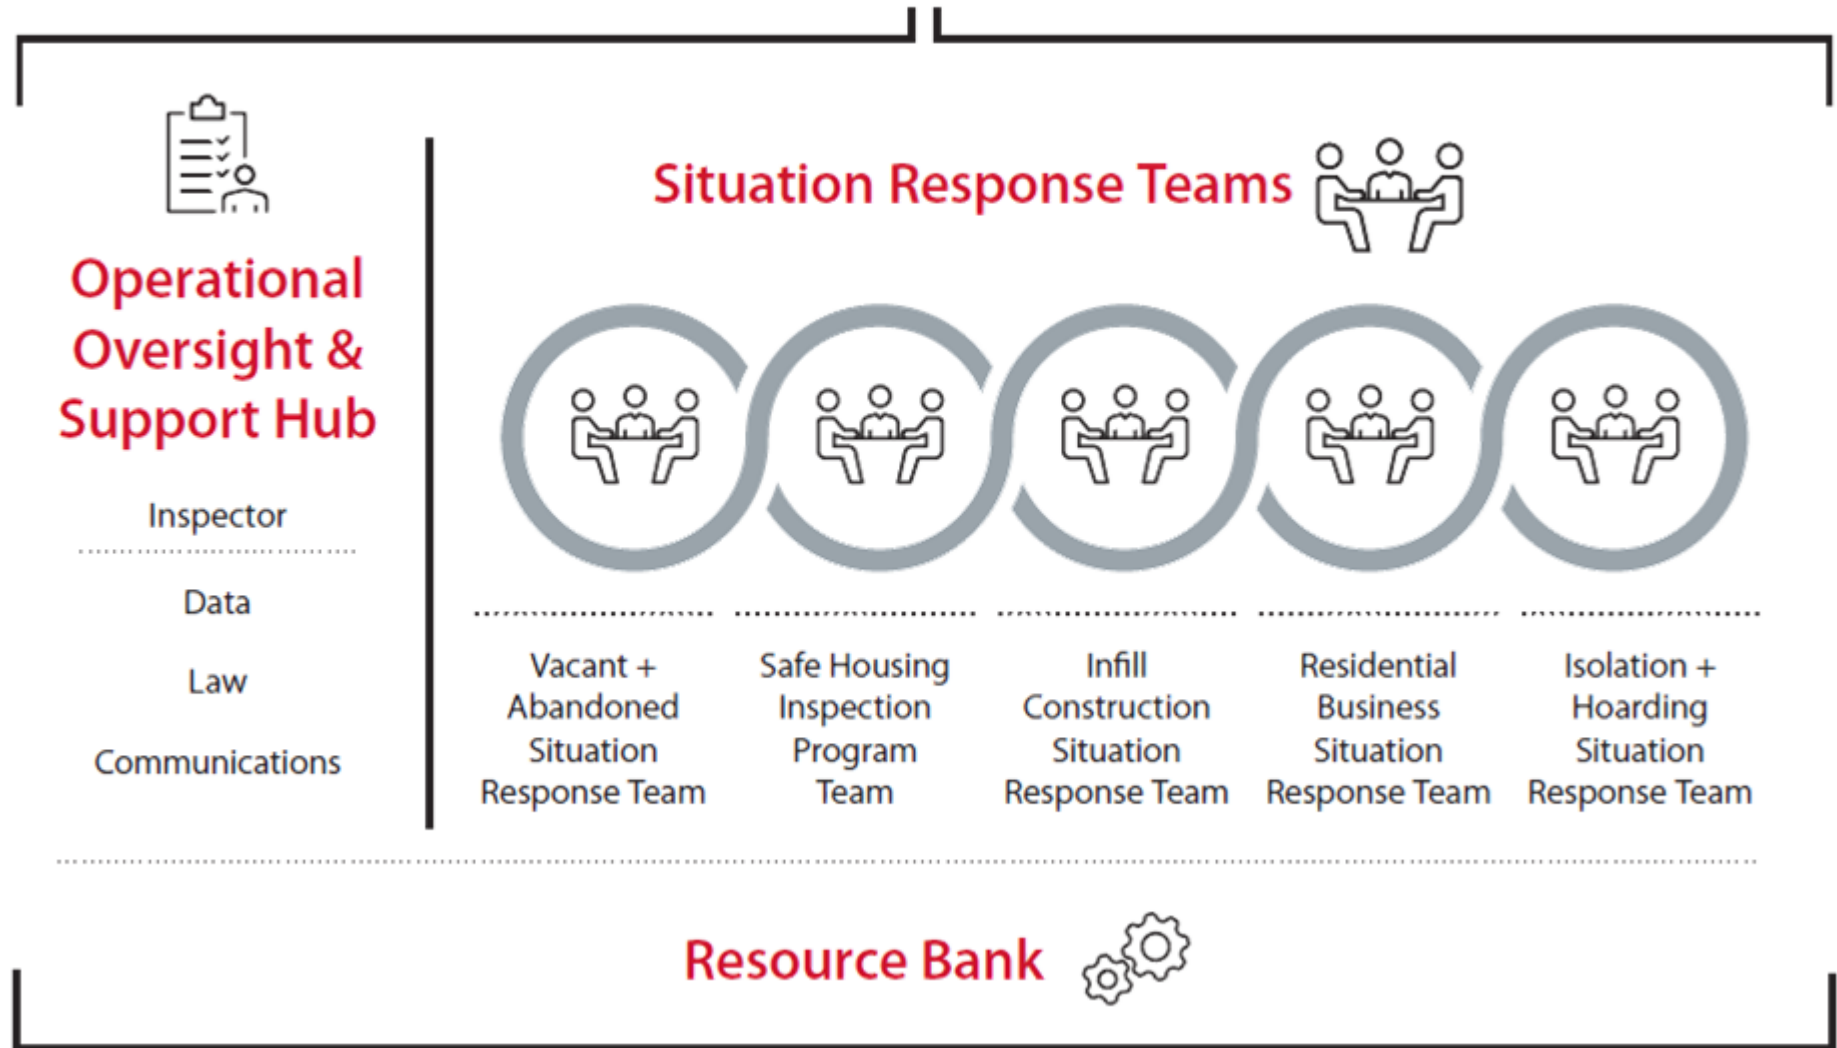 Operational
Oversight &
Support Hub
Inspector
Data
Law
Communications
Situation Response Teams
Vacant +
Abandoned
Situation
Response Team
Safe Housing
Inspection
Program
Team
Infill
Construction
Situation
Response Team
Residential
Business
Situation
Response Team
Isolation +
Hoarding
Situation
Response Team
Resource Bank